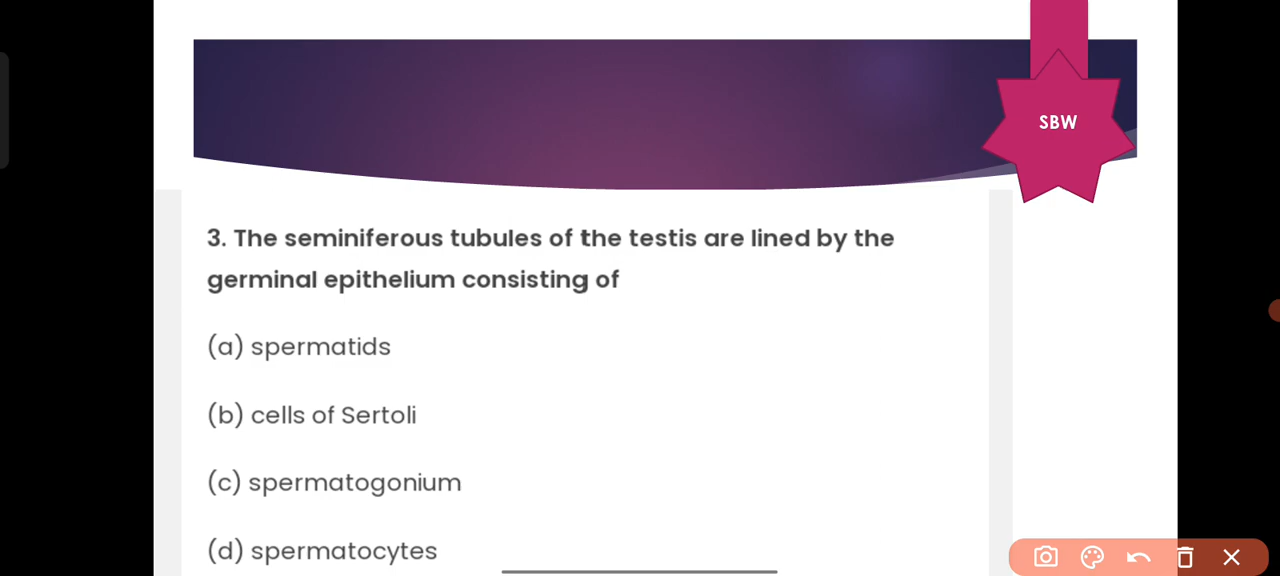 SBW
3. The seminiferous tubules of the testis are lined by the
germinal epithelium consisting of
(a) spermatids
(b) cells of Sertoli
(c) spermatogonium
(d) spermatocytes